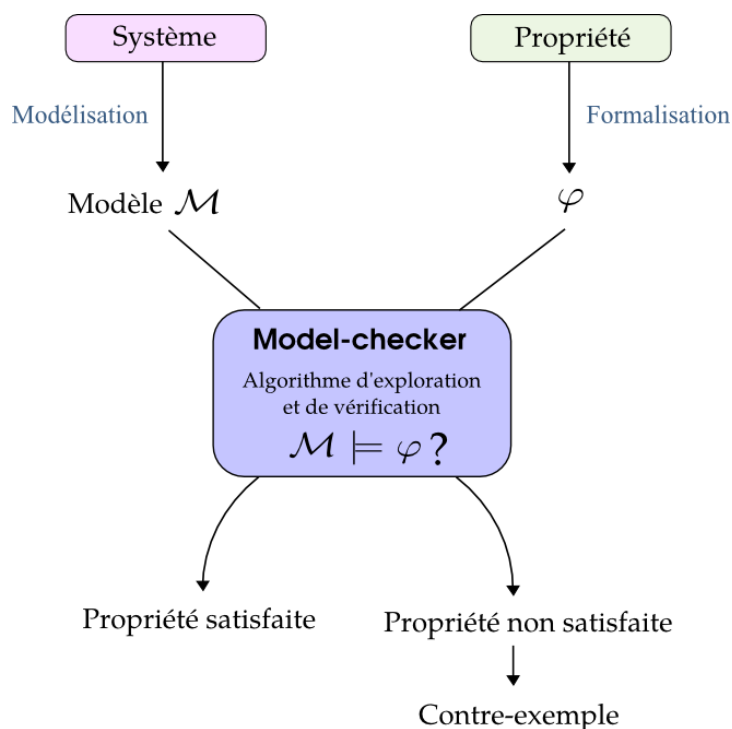 Système
Propriété
Modélisation
Formalisation
Modèle ℳ
φ
Model-checker
Algorithme d'exploration
et de vérification
ℳ ⊨ φ ?
Propriété satisfaite
Propriété non satisfaite
Contre-exemple